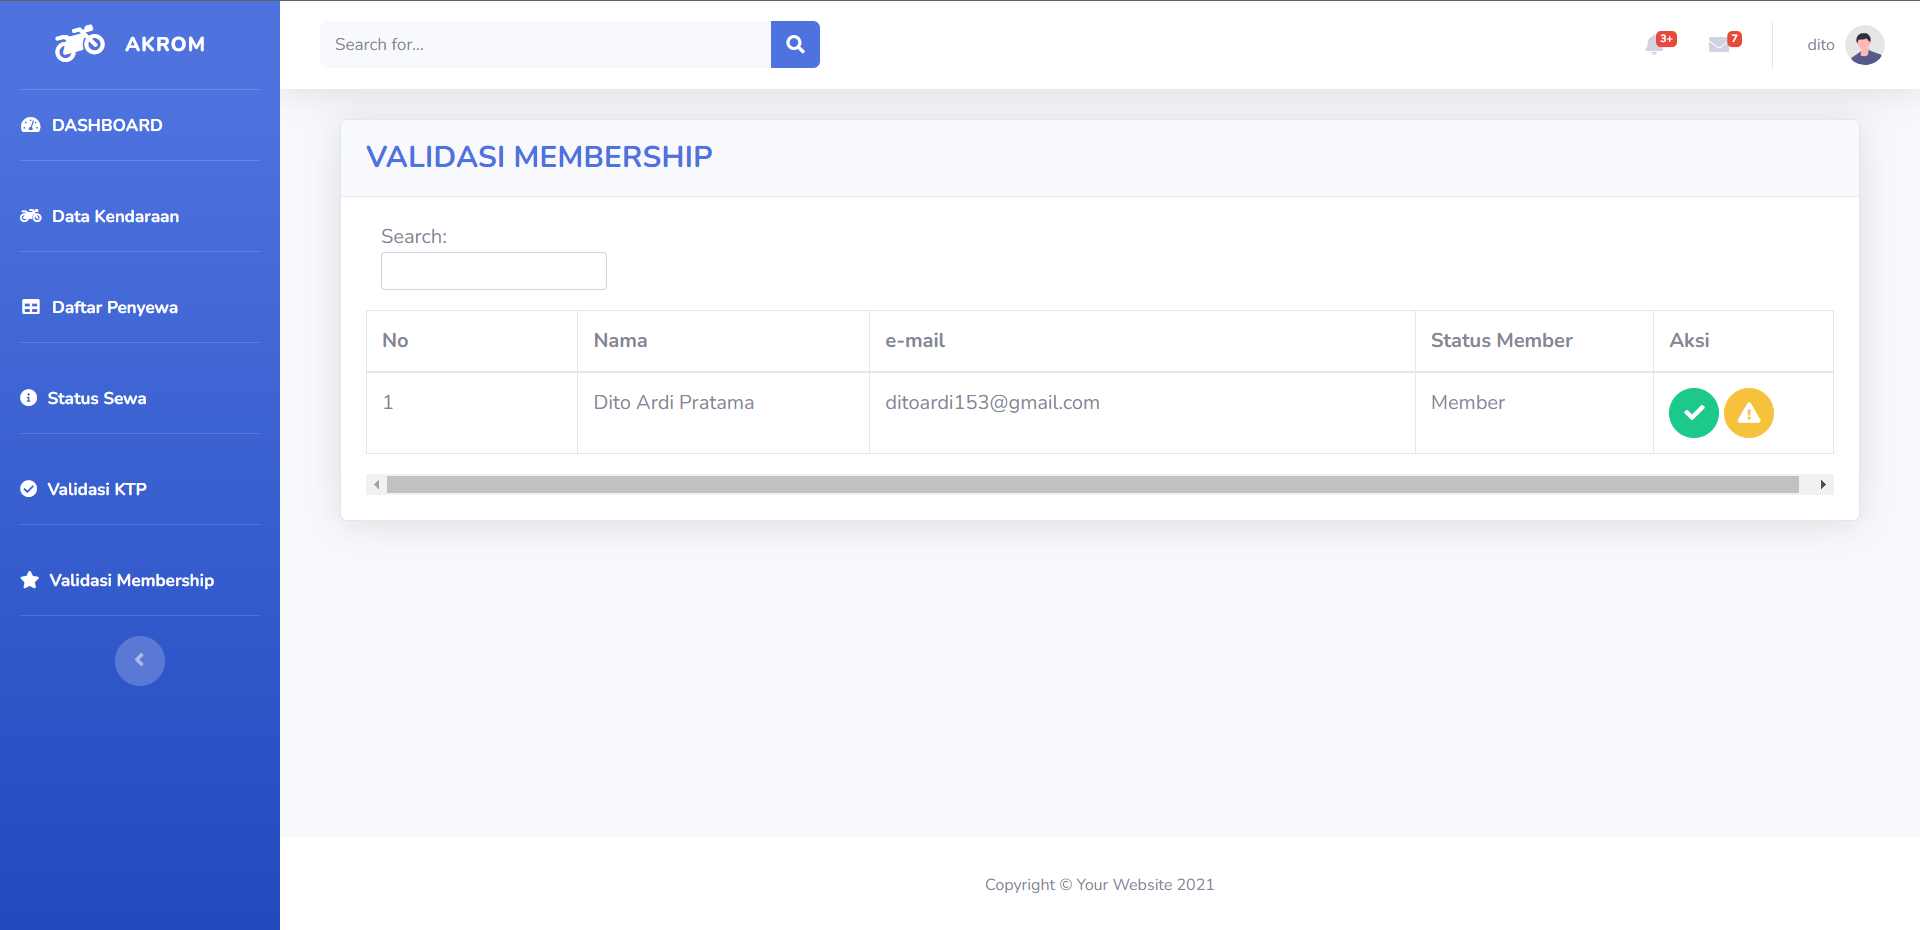 AKROM
Search for...
3+
7
dito
DASHBOARD
Data Kendaraan
Daftar Penyewa
Status Sewa
Validasi KTP
Validasi Membership
VALIDASI MEMBERSHIP
Search:
No Nama e-mail Status Member Aksi
1 Dito Ardi Pratama ditoardi153@gmail.com Member
Copyright © Your Website 2021